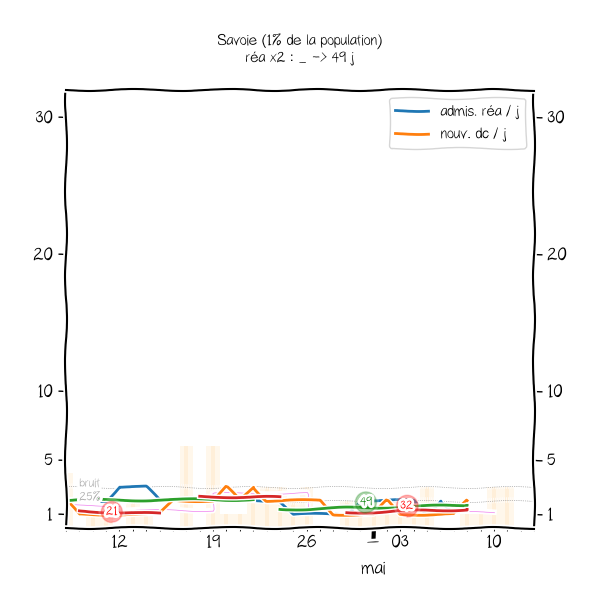 Savoie (1% de la population)
réa x2 : _ -> 49 j
admis. réa / j
nouv. dc / j
30 30
20 20
10 10
5 5
bruit
25%
49
32
21
1 1
12 19 26 03 10
mai